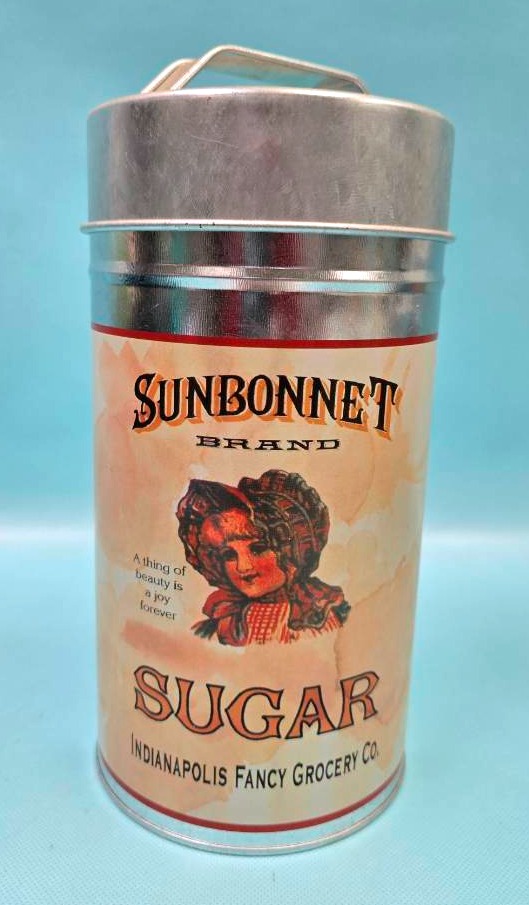 SUNBONNET
BRAND
A thing of
beauty is
a joy
forever
SUGAR
INDIANAPOLIS FANCY GROCERY CO.